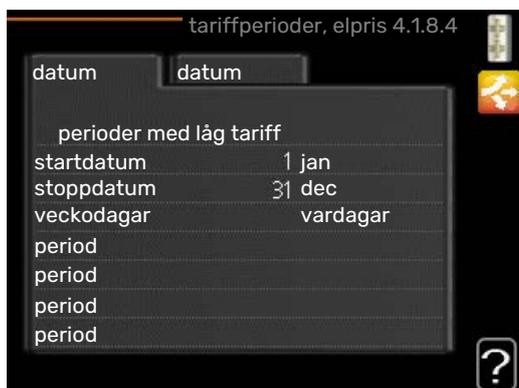 tariffperioder, elpris 4.1.8.4
datum datum
perioder med låg tariff
startdatum 1 jan
stoppdatum 31 dec
veckodagar vardagar
period
period
period
period
?